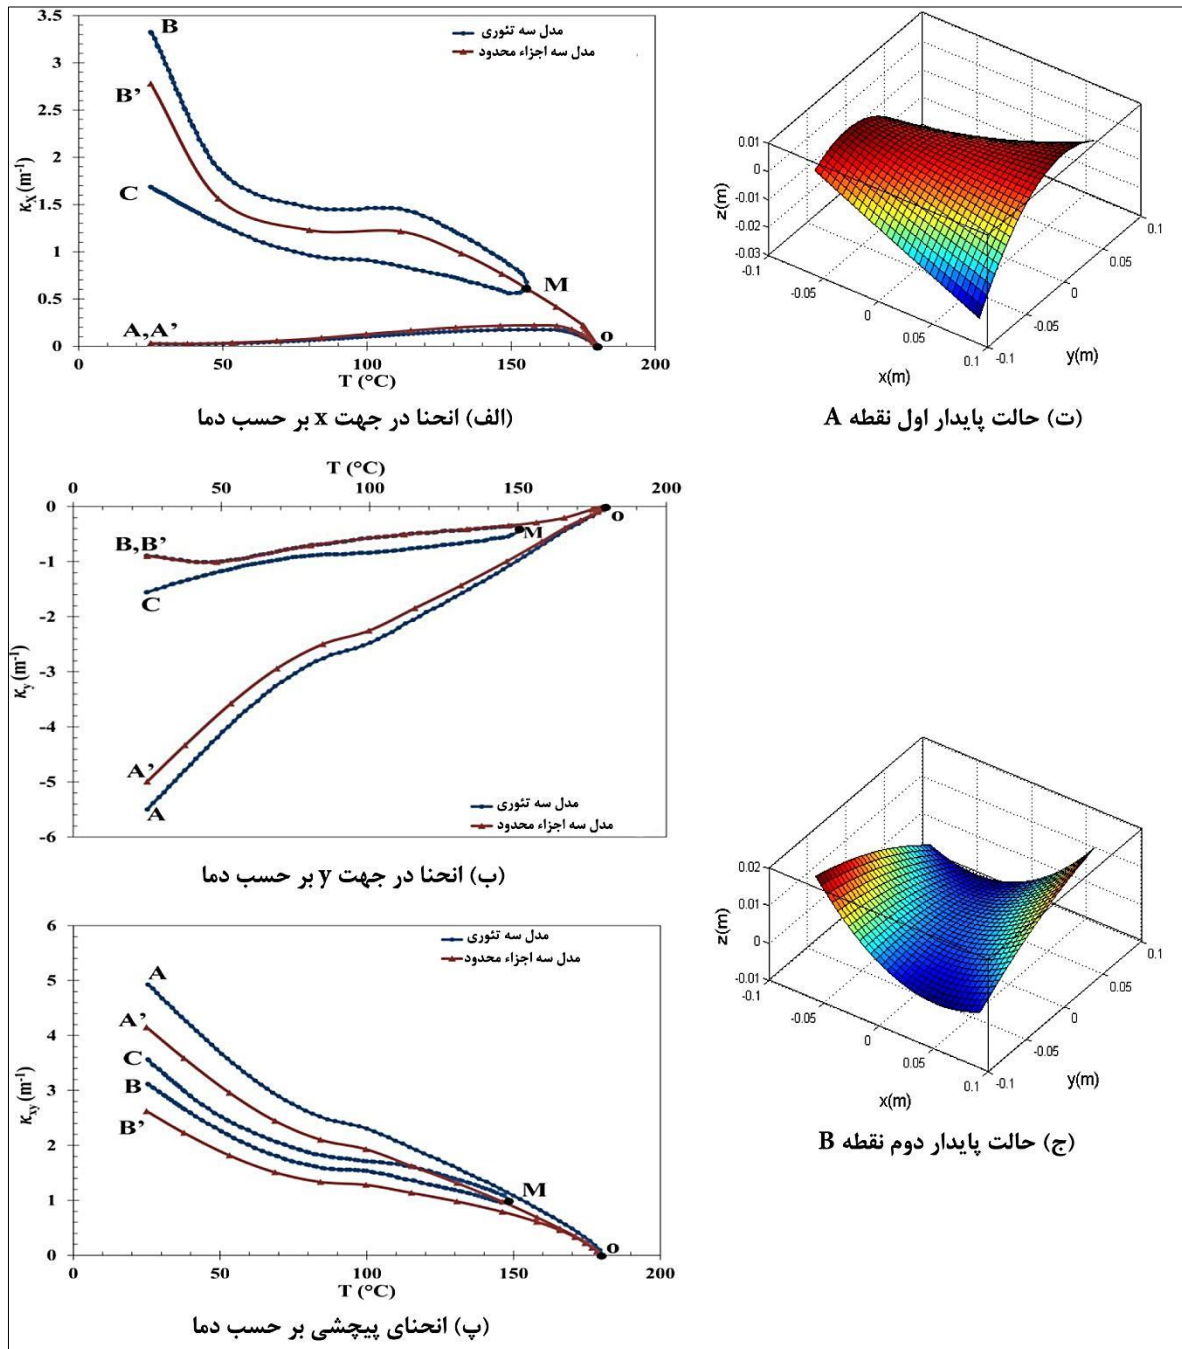 3.5
3
2.5
2
1.5
1
0.5
0
κX (m-1)
B
B’
C
A,A’
M
o
مدل سه تئوری
مدل سه اجزاء محدود
0 50 100 150 200
T (°C)
(الف) انحنا در جهت x بر حسب دما
0.01
0
-0.01
-0.02
-0.03
z(m)
-0.1 -0.05 0 0.05 0.1
x(m)
-0.1 -0.05 0 0.05 0.1
y(m)
(ت) حالت پایدار اول نقطه A
T (°C)
0 50 100 150 200
0
-1
-2
-3
-4
-5
-6
κy (m-1)
B,B’
C
A’
A
M
o
مدل سه تئوری
مدل سه اجزاء محدود
(ب) انحنا در جهت y بر حسب دما
6
5
4
3
2
1
0
κxy (m-1)
A
A’
C
B
B’
M
o
مدل سه تئوری
مدل سه اجزاء محدود
0 50 100 150 200
T (°C)
(پ) انحنای پیچشی بر حسب دما
0.02
0.01
0
-0.01
z(m)
-0.1 -0.05 0 0.05 0.1
x(m)
-0.1 -0.05 0 0.05 0.1
y(m)
(ج) حالت پایدار دوم نقطه B